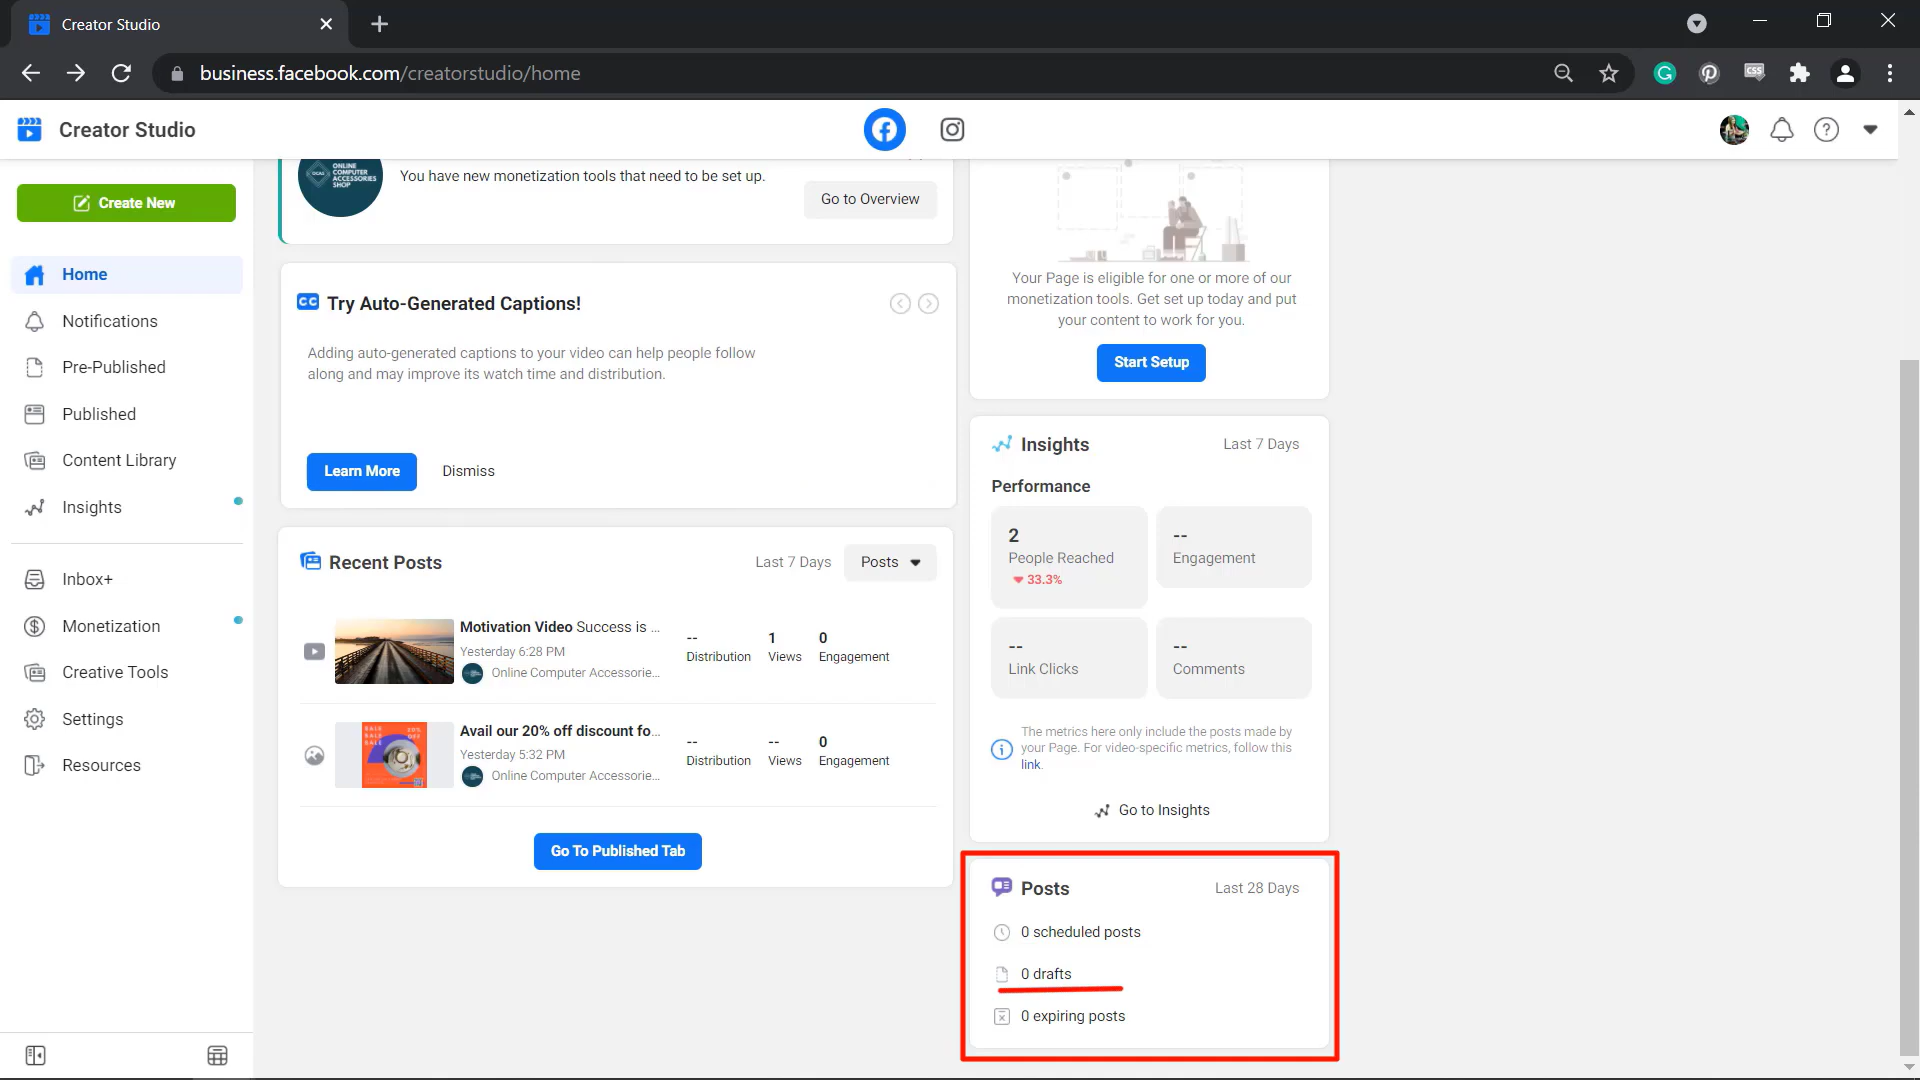 Creator Studio
business.facebook.com/creatorstudio/home
CSS
Creator Studio
Create New
Home
Notifications
Pre-Published
Published
Content Library
Insights
Inbox+
Monetization
Creative Tools
Settings
Resources
ONLINE
COMPUTER
ACCESSORIES
SHOP
You have new monetization tools that need to be set up.
Go to Overview
CC Try Auto-Generated Captions!
Adding auto-generated captions to your video can help people follow
along and may improve its watch time and distribution.
Learn More Dismiss
Recent Posts Last 7 Days Posts
Motivation Video Success is ...
Yesterday 6:28 PM
Online Computer Accessorie...
-- 1 0
Distribution Views Engagement
Avail our 20% off discount fo...
Yesterday 5:32 PM
Online Computer Accessorie...
-- -- 0
Distribution Views Engagement
Go To Published Tab
Your Page is eligible for one or more of our
monetization tools. Get set up today and put
your content to work for you.
Start Setup
Insights Last 7 Days
Performance
2
People Reached
33.3%
--
Engagement
--
Link Clicks
--
Comments
The metrics here only include the posts made by
your Page. For video-specific metrics, follow this
link.
Go to Insights
Posts Last 28 Days
0 scheduled posts
0 drafts
0 expiring posts